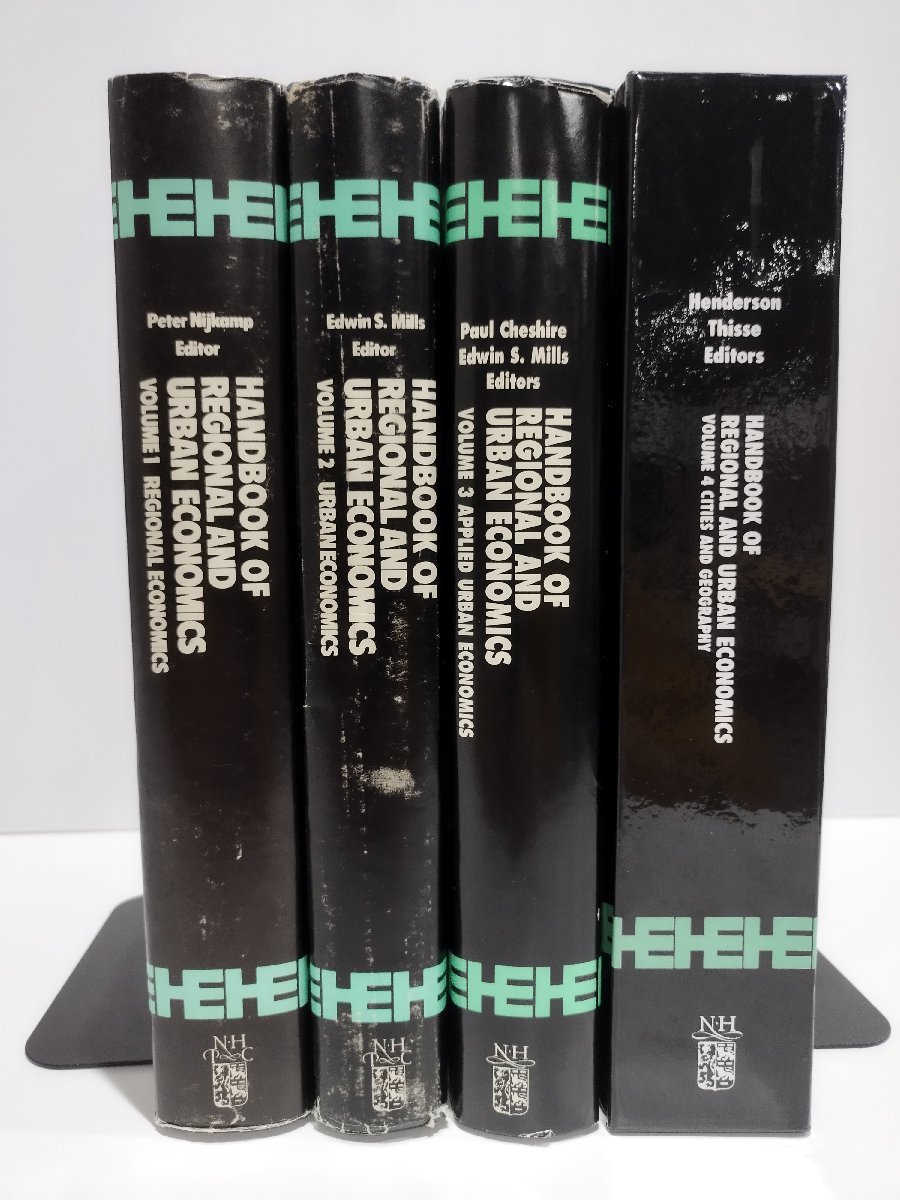 Peter Nijkamp
Editor
HANDBOOK OF
REGIONAL AND
URBAN ECONOMICS
VOLUME 1 REGIONAL ECONOMICS
N·H
P C
Edwin S. Mills
Editor
HANDBOOK OF
REGIONAL AND
URBAN ECONOMICS
VOLUME 2 URBAN ECONOMICS
N·H
P C
Paul Cheshire
Edwin S. Mills
Editors
HANDBOOK OF
REGIONAL AND
URBAN ECONOMICS
VOLUME 3 APPLIED URBAN ECONOMICS
N·H
Henderson
Thisse
Editors
HANDBOOK OF
REGIONAL AND URBAN ECONOMICS
VOLUME 4 CITIES AND GEOGRAPHY
N·H